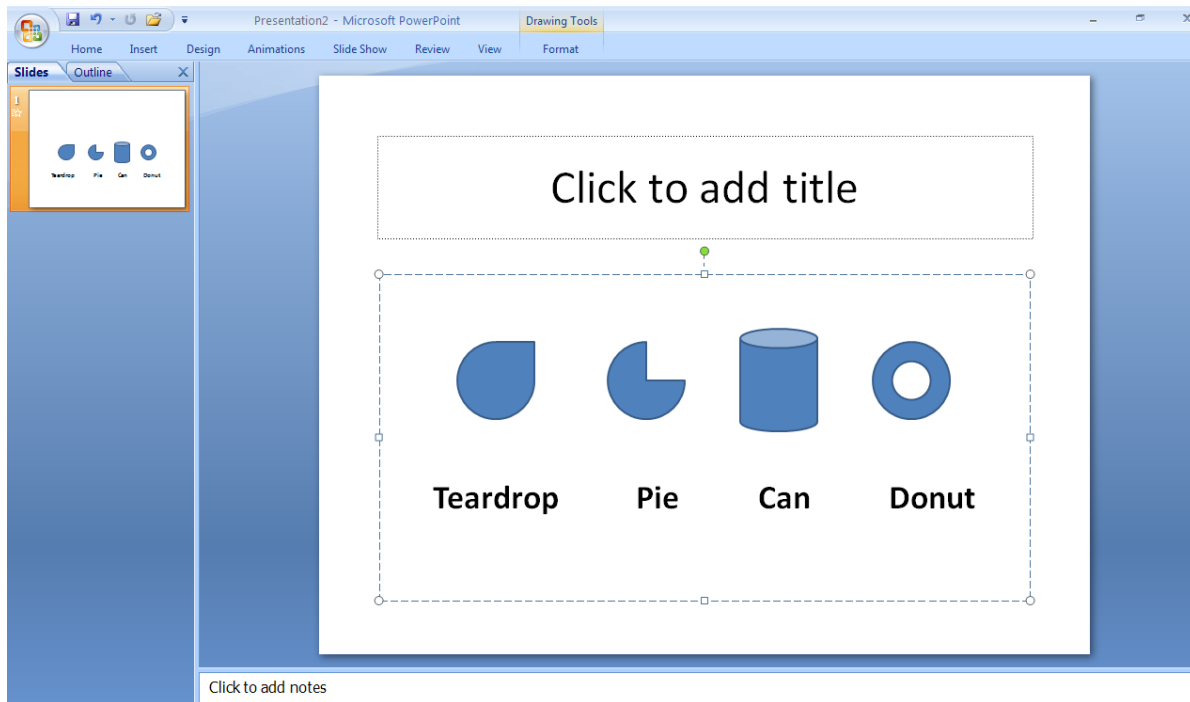 Presentation2 - Microsoft PowerPoint Drawing Tools
Home Insert Design Animations Slide Show Review View Format
Slides Outline
1
Teardrop Pie Can Donut
Click to add title
Teardrop Pie Can Donut
Click to add notes